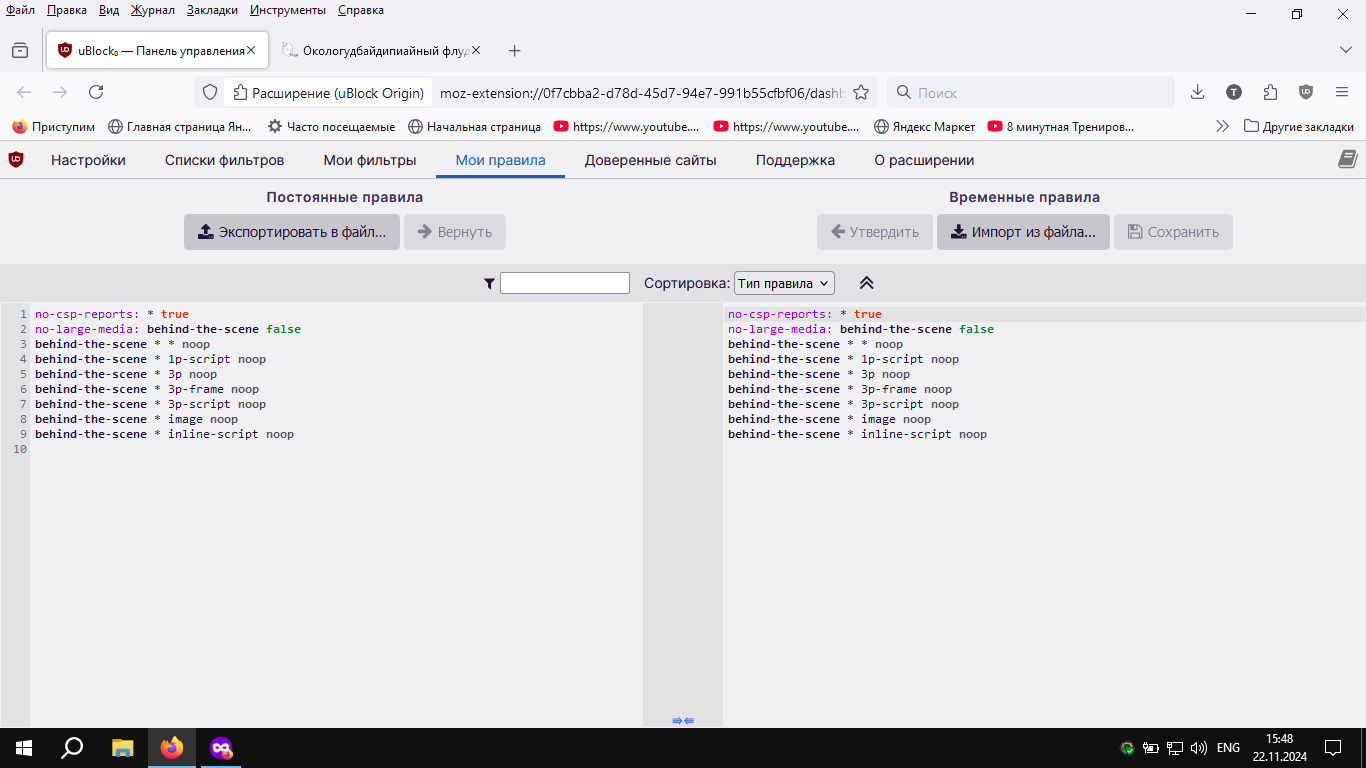 Файл Правка Вид Журнал Закладки Инструменты Справка
uBlock₀ — Панель управления
Окологудбайдипиайный флуд
Расширение (uBlock Origin)
moz-extension://0f7cbba2-d78d-45d7-94e7-991b55cfbf06/dashb
Поиск
T
Приступим Главная страница Ян... Часто посещаемые Начальная страница https://www.youtube.... https://www.youtube.... Яндекс Маркет 8 минутная Трениров... Другие закладки
Настройки Списки фильтров Мои фильтры Мои правила Доверенные сайты Поддержка О расширении
Постоянные правила
Экспортировать в файл... Вернуть
Временные правила
Утвердить Импорт из файла... Сохранить
Сортировка: Тип правила
1 no-csp-reports: * true
2 no-large-media: behind-the-scene false
3 behind-the-scene * * noop
4 behind-the-scene * 1p-script noop
5 behind-the-scene * 3p noop
6 behind-the-scene * 3p-frame noop
7 behind-the-scene * 3p-script noop
8 behind-the-scene * image noop
9 behind-the-scene * inline-script noop
10
no-csp-reports: * true
no-large-media: behind-the-scene false
behind-the-scene * * noop
behind-the-scene * 1p-script noop
behind-the-scene * 3p noop
behind-the-scene * 3p-frame noop
behind-the-scene * 3p-script noop
behind-the-scene * image noop
behind-the-scene * inline-script noop
ENG
15:48
22.11.2024